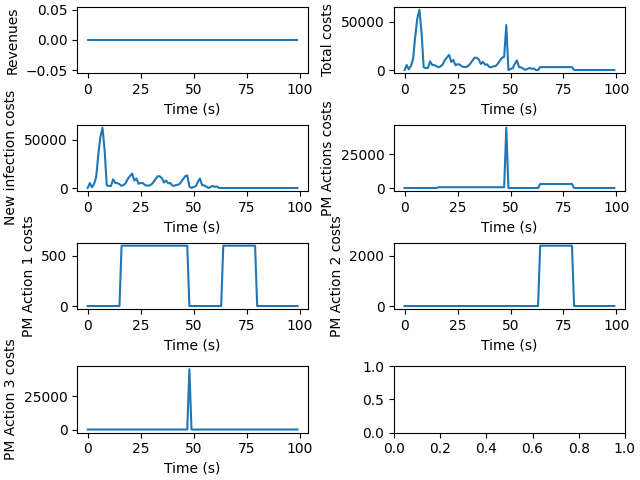 Revenues
0.05
0.00
−0.05
0 25 50 75 100
Time (s)
Total costs
50000
0
0 25 50 75 100
Time (s)
New infection costs
50000
0
0 25 50 75 100
Time (s)
PM Actions costs
25000
0
0 25 50 75 100
Time (s)
PM Action 1 costs
500
0
0 25 50 75 100
Time (s)
PM Action 2 costs
2000
0
0 25 50 75 100
Time (s)
PM Action 3 costs
25000
0
0 25 50 75 100
Time (s)
1.0
0.5
0.0
0.0 0.2 0.4 0.6 0.8 1.0